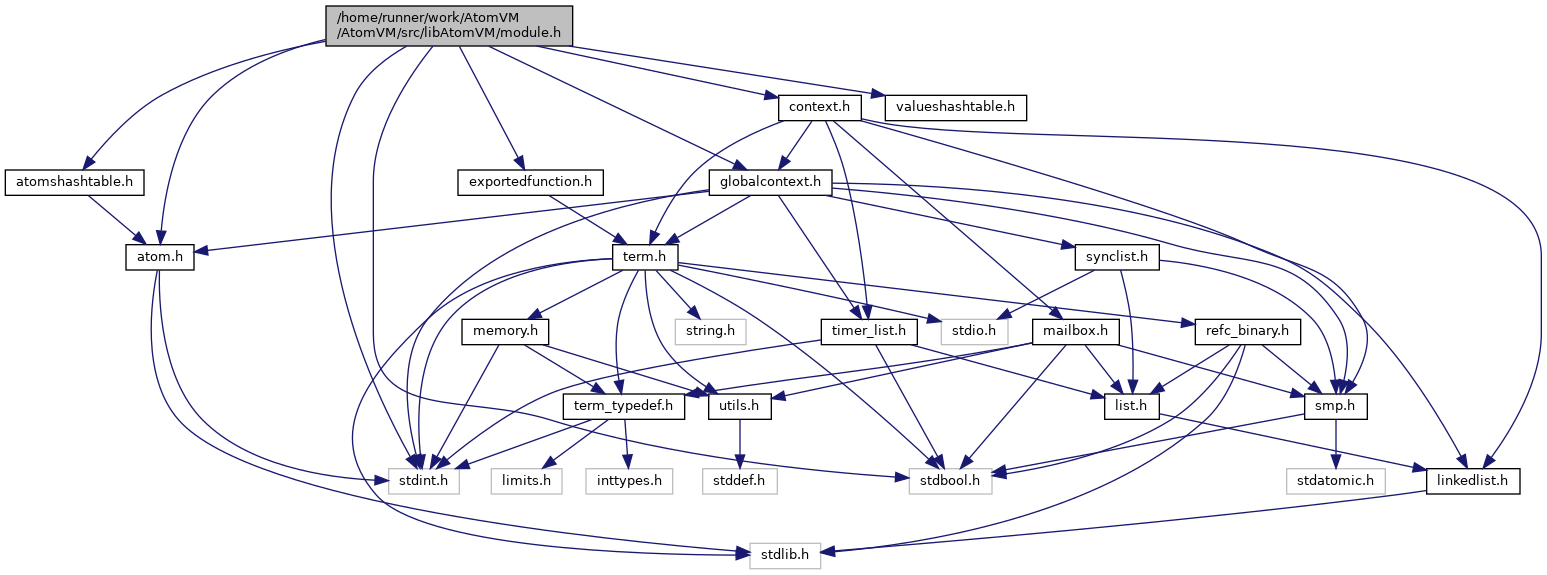 /home/runner/work/AtomVM
/AtomVM/src/libAtomVM/module.h
context.h
valueshashtable.h
atomshashtable.h
exportedfunction.h
globalcontext.h
atom.h
term.h
synclist.h
memory.h
string.h
timer_list.h
stdio.h
mailbox.h
refc_binary.h
term_typedef.h
utils.h
list.h
smp.h
stdint.h
limits.h
inttypes.h
stddef.h
stdbool.h
stdatomic.h
linkedlist.h
stdlib.h